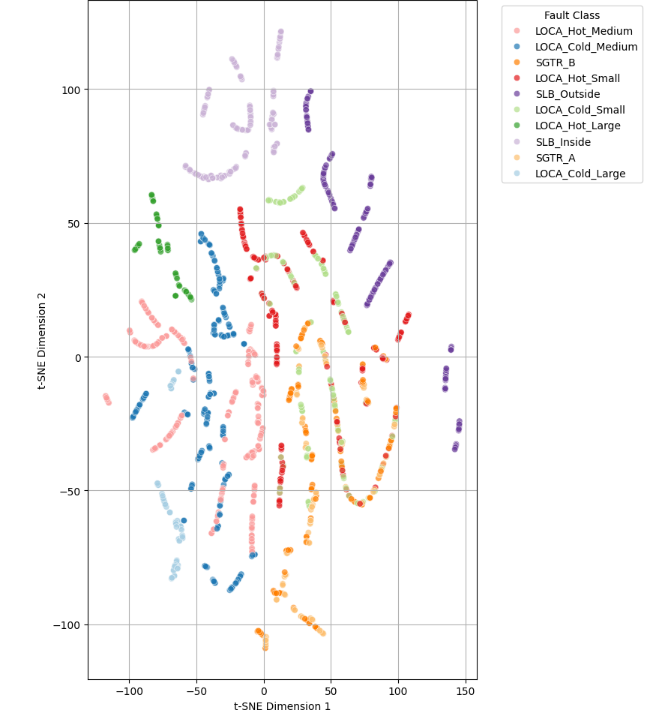 Fault Class
LOCA_Hot_Medium
LOCA_Cold_Medium
SGTR_B
LOCA_Hot_Small
SLB_Outside
LOCA_Cold_Small
LOCA_Hot_Large
SLB_Inside
SGTR_A
LOCA_Cold_Large
100
50
0
−50
−100
t-SNE Dimension 2
−100
−50
0
50
100
150
t-SNE Dimension 1